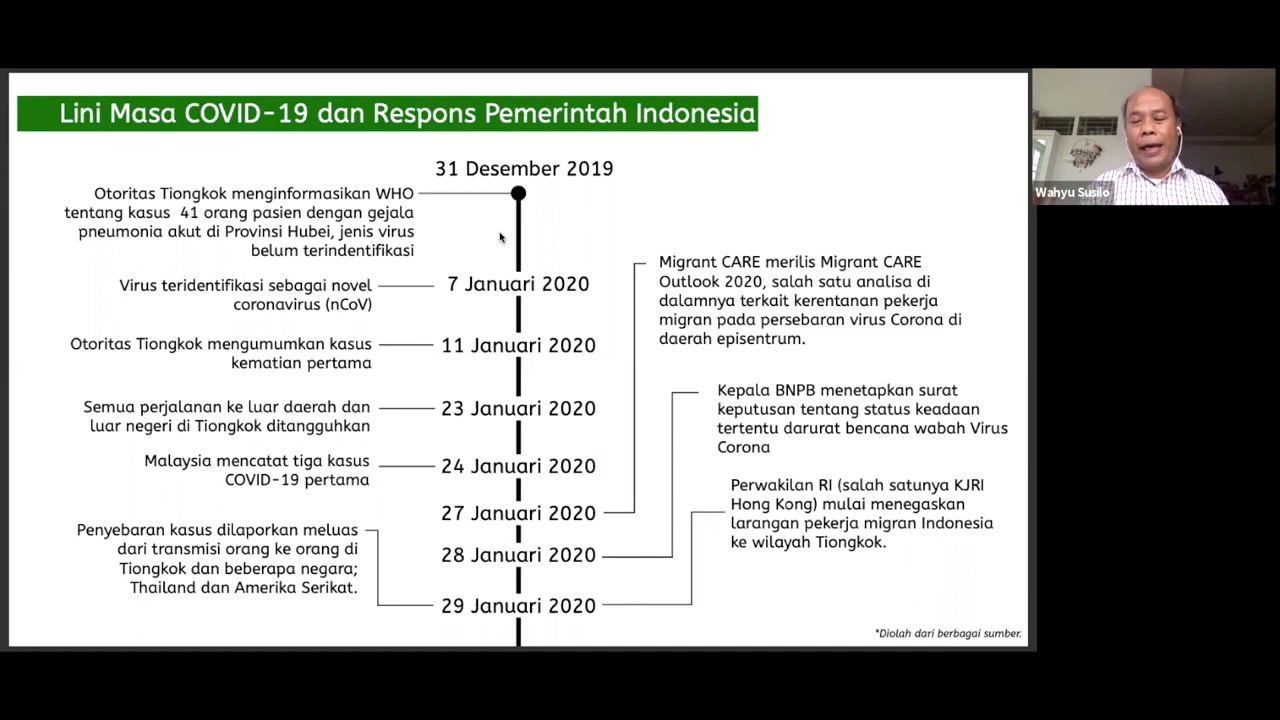 Lini Masa COVID-19 dan Respons Pemerintah Indonesia
31 Desember 2019
Otoritas Tiongkok menginformasikan WHO
tentang kasus 41 orang pasien dengan gejala
pneumonia akut di Provinsi Hubei, jenis virus
belum terindentifikasi
7 Januari 2020
Virus teridentifikasi sebagai novel
coronavirus (nCoV)
11 Januari 2020
Otoritas Tiongkok mengumumkan kasus
kematian pertama
23 Januari 2020
Semua perjalanan ke luar daerah dan
luar negeri di Tiongkok ditangguhkan
24 Januari 2020
Malaysia mencatat tiga kasus
COVID-19 pertama
27 Januari 2020
Migrant CARE merilis Migrant CARE
Outlook 2020, salah satu analisa di
dalamnya terkait kerentanan pekerja
migran pada persebaran virus Corona di
daerah episentrum.
28 Januari 2020
Kepala BNPB menetapkan surat
keputusan tentang status keadaan
tertentu darurat bencana wabah Virus
Corona
29 Januari 2020
Penyebaran kasus dilaporkan meluas
dari transmisi orang ke orang di
Tiongkok dan beberapa negara;
Thailand dan Amerika Serikat.
Perwakilan RI (salah satunya KJRI
Hong Kong) mulai menegaskan
larangan pekerja migran Indonesia
ke wilayah Tiongkok.
*Diolah dari berbagai sumber.
Wahyu Susilo